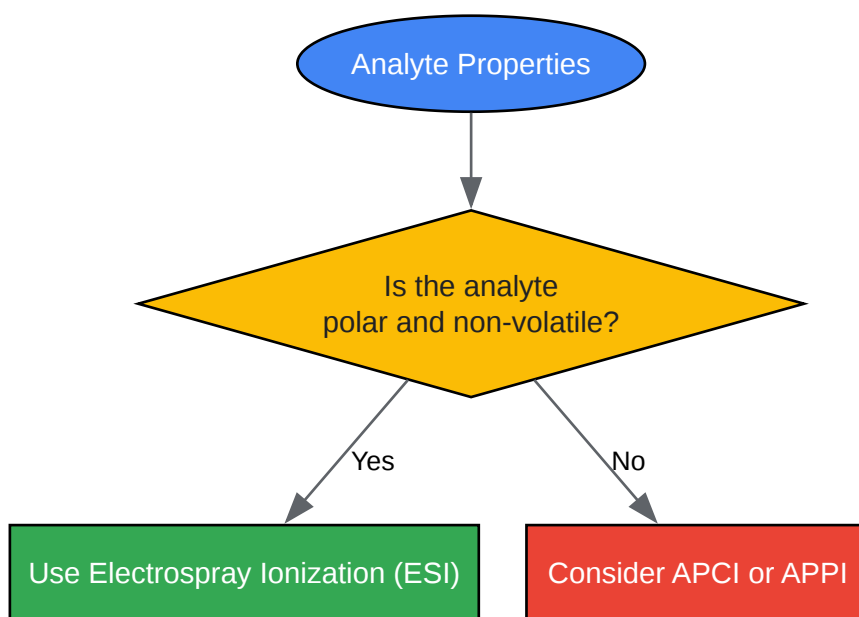 Analyte Properties
Is the analyte
polar and non-volatile?
Yes
No
Use Electrospray Ionization (ESI)
Consider APCI or APPI